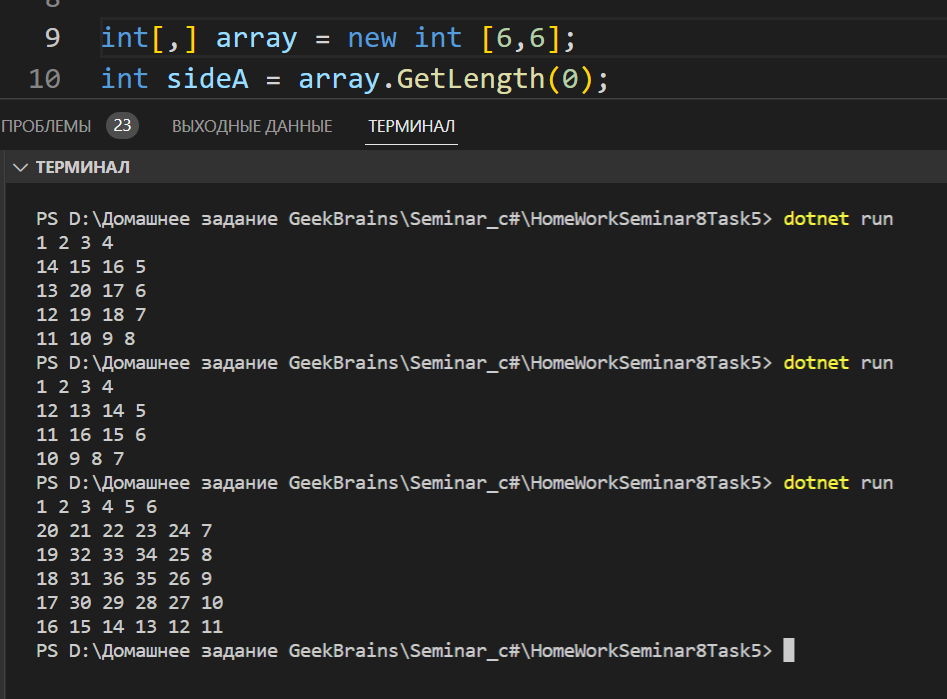 8
9 int[,] array = new int [6,6];
10 int sideA = array.GetLength(0);
ПРОБЛЕМЫ 23 ВЫХОДНЫЕ ДАННЫЕ ТЕРМИНАЛ
ТЕРМИНАЛ
PS D:\Домашнее задание GeekBrains\Seminar_c#\HomeWorkSeminar8Task5> dotnet run
1 2 3 4
14 15 16 5
13 20 17 6
12 19 18 7
11 10 9 8
PS D:\Домашнее задание GeekBrains\Seminar_c#\HomeWorkSeminar8Task5> dotnet run
1 2 3 4
12 13 14 5
11 16 15 6
10 9 8 7
PS D:\Домашнее задание GeekBrains\Seminar_c#\HomeWorkSeminar8Task5> dotnet run
1 2 3 4 5 6
20 21 22 23 24 7
19 32 33 34 25 8
18 31 36 35 26 9
17 30 29 28 27 10
16 15 14 13 12 11
PS D:\Домашнее задание GeekBrains\Seminar_c#\HomeWorkSeminar8Task5>